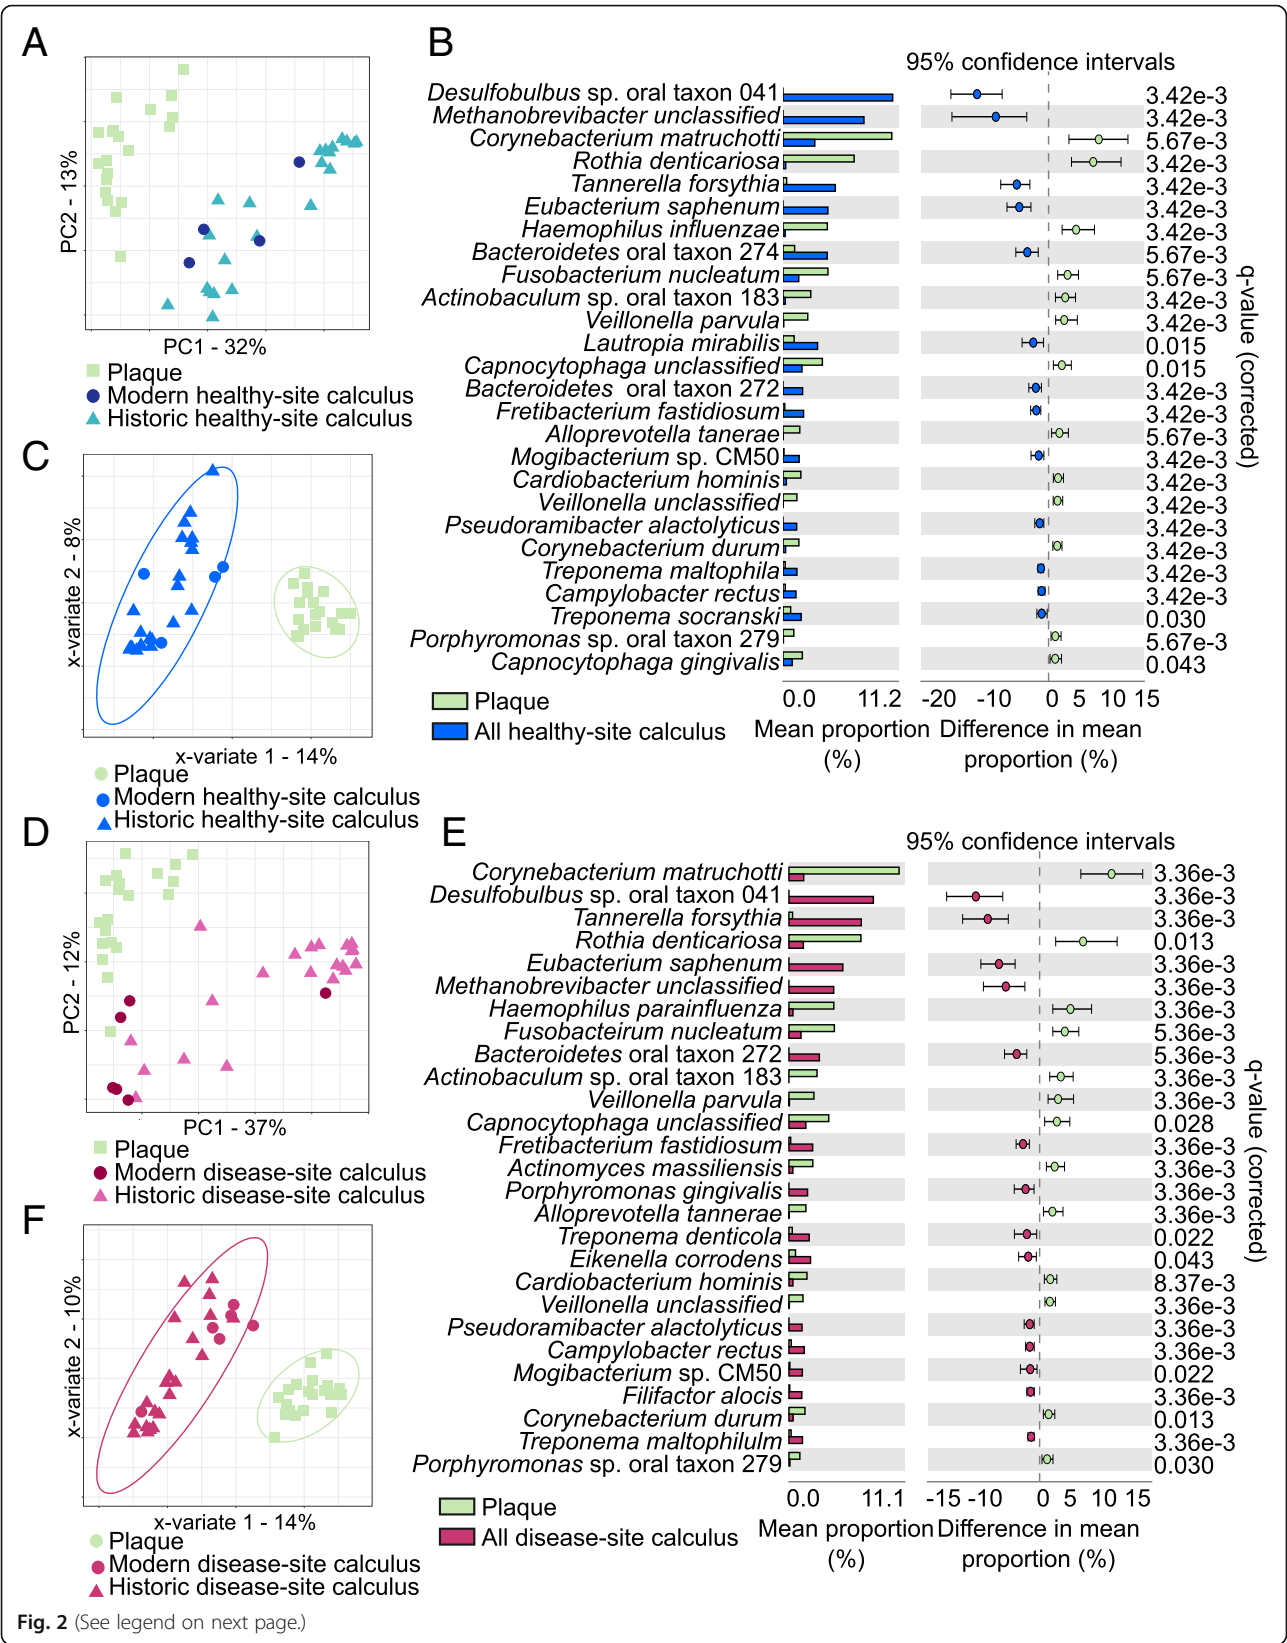 A
PC2 - 13%
PC1 - 32%
Plaque
Modern healthy-site calculus
Historic healthy-site calculus
B
95% confidence intervals
Desulfobulbus sp. oral taxon 041 3.42e-3
Methanobrevibacter unclassified 3.42e-3
Corynebacterium matruchotti 5.67e-3
Rothia denticariosa 3.42e-3
Tannerella forsythia 3.42e-3
Eubacterium saphenum 3.42e-3
Haemophilus influenzae 3.42e-3
Bacteroidetes oral taxon 274 5.67e-3
Fusobacterium nucleatum 5.67e-3
Actinobaculum sp. oral taxon 183 3.42e-3
Veillonella parvula 3.42e-3
Lautropia mirabilis 0.015
Capnocytophaga unclassified 0.015
Bacteroidetes oral taxon 272 3.42e-3
Fretibacterium fastidiosum 3.42e-3
Alloprevotella tanerae 5.67e-3
Mogibacterium sp. CM50 3.42e-3
Cardiobacterium hominis 3.42e-3
Veillonella unclassified 3.42e-3
Pseudoramibacter alactolyticus 3.42e-3
Corynebacterium durum 3.42e-3
Treponema maltophila 3.42e-3
Campylobacter rectus 3.42e-3
Treponema socranski 0.030
Porphyromonas sp. oral taxon 279 5.67e-3
Capnocytophaga gingivalis 0.043
q-value (corrected)
0.0 11.2 -20 -10 0 5 10 15
Plaque
All healthy-site calculus
Mean proportion (%)
Difference in mean proportion (%)
C
x-variate 2 - 8%
x-variate 1 - 14%
Plaque
Modern healthy-site calculus
Historic healthy-site calculus
D
PC2 - 12%
PC1 - 37%
Plaque
Modern disease-site calculus
Historic disease-site calculus
E
95% confidence intervals
Corynebacterium matruchotti 3.36e-3
Desulfobulbus sp. oral taxon 041 3.36e-3
Tannerella forsythia 3.36e-3
Rothia denticariosa 0.013
Eubacterium saphenum 3.36e-3
Methanobrevibacter unclassified 3.36e-3
Haemophilus parainfluenza 3.36e-3
Fusobacteirum nucleatum 5.36e-3
Bacteroidetes oral taxon 272 5.36e-3
Actinobaculum sp. oral taxon 183 3.36e-3
Veillonella parvula 3.36e-3
Capnocytophaga unclassified 0.028
Fretibacterium fastidiosum 3.36e-3
Actinomyces massiliensis 3.36e-3
Porphyromonas gingivalis 3.36e-3
Alloprevotella tannerae 3.36e-3
Treponema denticola 0.022
Eikenella corrodens 0.043
Cardiobacterium hominis 8.37e-3
Veillonella unclassified 3.36e-3
Pseudoramibacter alactolyticus 3.36e-3
Campylobacter rectus 3.36e-3
Mogibacterium sp. CM50 0.022
Filifactor alocis 3.36e-3
Corynebacterium durum 0.013
Treponema maltophilulm 3.36e-3
Porphyromonas sp. oral taxon 279 0.030
q-value (corrected)
0.0 11.1 -15 -10 0 5 10 15
Plaque
All disease-site calculus
Mean proportion (%)
Difference in mean proportion (%)
F
x-variate 2 - 10%
x-variate 1 - 14%
Plaque
Modern disease-site calculus
Historic disease-site calculus
Fig. 2 (See legend on next page.)